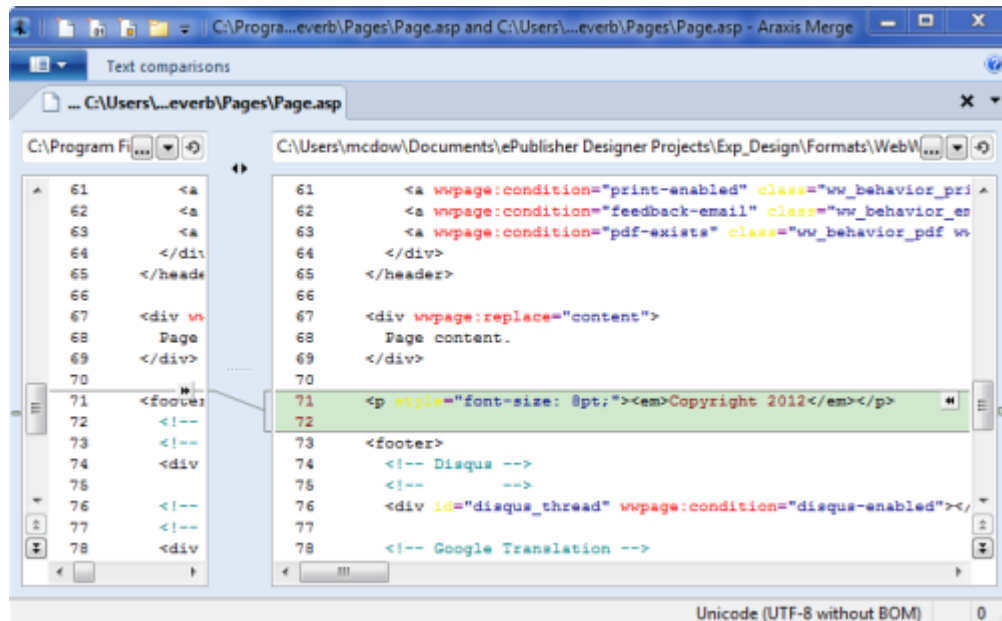 C:\Progra...everb\Pages\Page.asp and C:\Users\...everb\Pages\Page.asp - Araxis Merge
Text comparisons
... C:\Users\...everb\Pages\Page.asp
C:\Program Fi
61 <a
62 <a
63 <a
64 </div
65 </heade
66
67 <div ww
68 Page
69 </div>
70
71 <footer
72 <!--
73 <!--
74 <div
75
76 <!--
77 <!--
78 <div
C:\Users\mcdow\Documents\ePublisher Designer Projects\Exp_Design\Formats\WebW
61 <a wwpage:condition="print-enabled" class="ww_behavior_pri
62 <a wwpage:condition="feedback-email" class="ww_behavior_em
63 <a wwpage:condition="pdf-exists" class="ww_behavior_pdf ww
64 </div>
65 </header>
66
67 <div wwpage:replace="content">
68 Page content.
69 </div>
70
71 <p style="font-size: 8pt;"><em>Copyright 2012</em></p>
72
73 <footer>
74 <!-- Disqus -->
75 <!-- -->
76 <div id="disqus_thread" wwpage:condition="disqus-enabled"></
77
78 <!-- Google Translation -->
Unicode (UTF-8 without BOM) 0